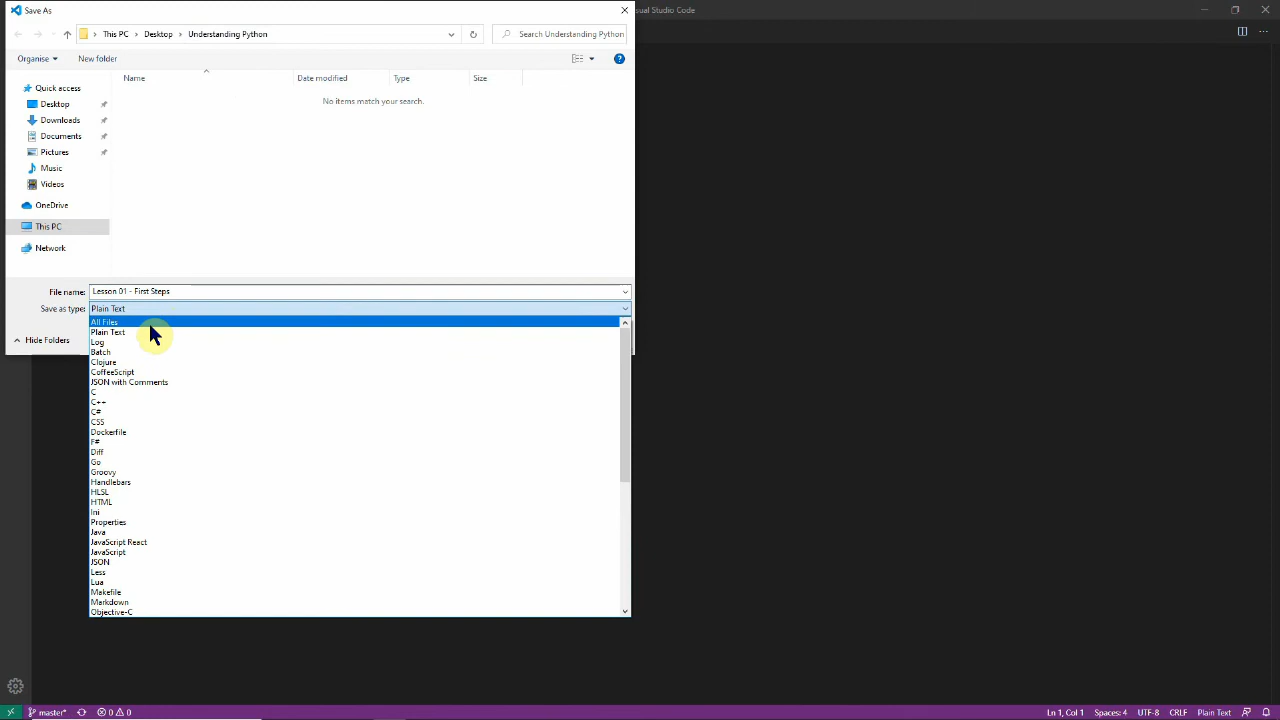 Save As
sual Studio Code
This PC
Desktop
Understanding Python
Search Understanding Python
Organise
New folder
Name
Date modified
Type
Size
No items match your search.
Quick access
Desktop
Downloads
Documents
Pictures
Music
Videos
OneDrive
This PC
Network
File name:
Lesson 01 - First Steps
Save as type:
Plain Text
Hide Folders
All Files
Plain Text
Log
Batch
Clojure
CoffeeScript
JSON with Comments
C
C++
C#
CSS
Dockerfile
F#
Diff
Go
Groovy
Handlebars
HLSL
HTML
Ini
Properties
Java
JavaScript React
JavaScript
JSON
Less
Lua
Makefile
Markdown
Objective-C
master*
0
0
Ln 1, Col 1
Spaces: 4
UTF-8
CRLF
Plain Text